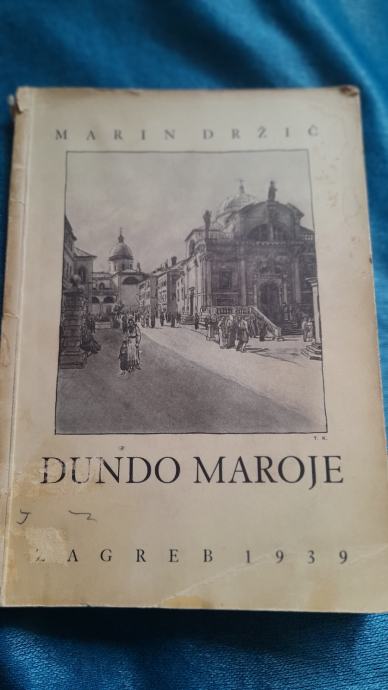 MARIN DRŽIĆ
T. K.
DUNDO MAROJE
ZAGREB 1939